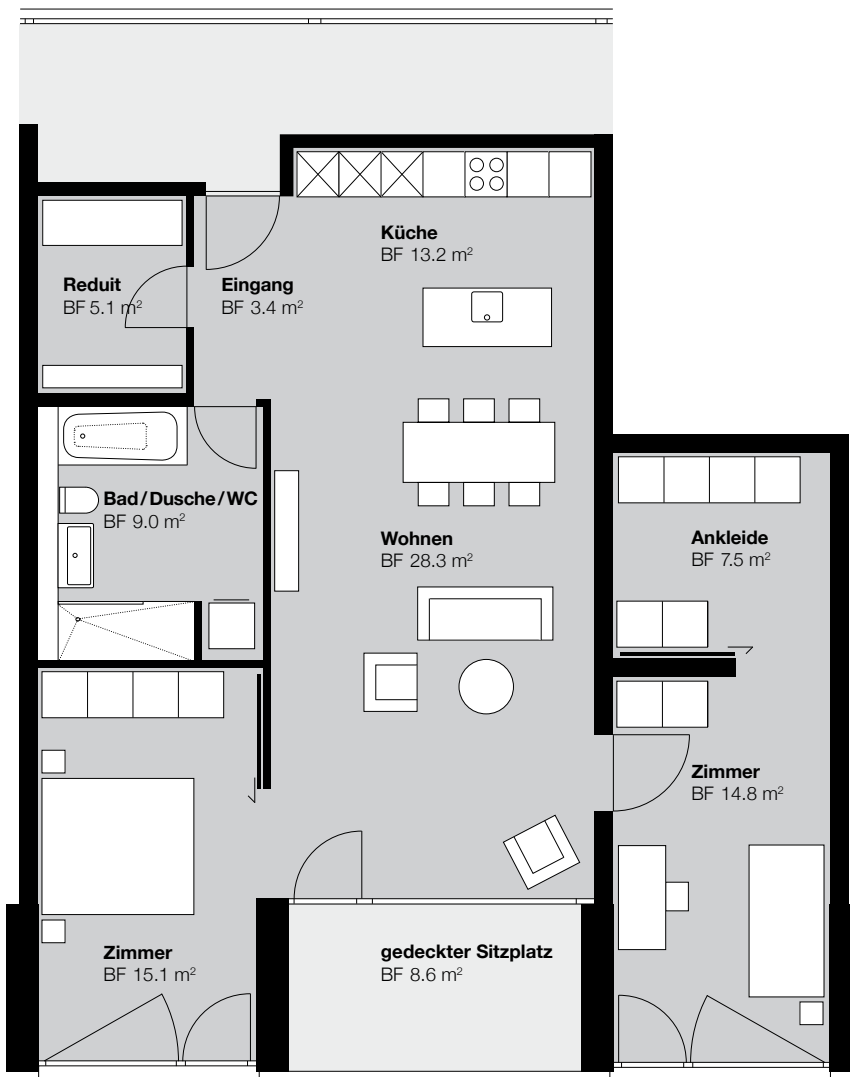 Küche
BF 13.2 m²
Reduit
BF 5.1 m²
Eingang
BF 3.4 m²
Bad/Dusche/WC
BF 9.0 m²
Wohnen
BF 28.3 m²
Ankleide
BF 7.5 m²
Zimmer
BF 14.8 m²
Zimmer
BF 15.1 m²
gedeckter Sitzplatz
BF 8.6 m²